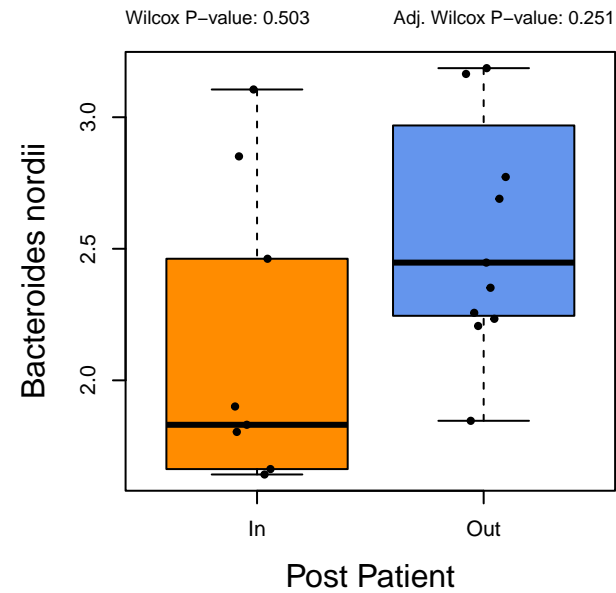 Wilcox P−value: 0.503
Adj. Wilcox P−value: 0.251
Bacteroides nordii
3.0
2.5
2.0
In
Out
Post Patient